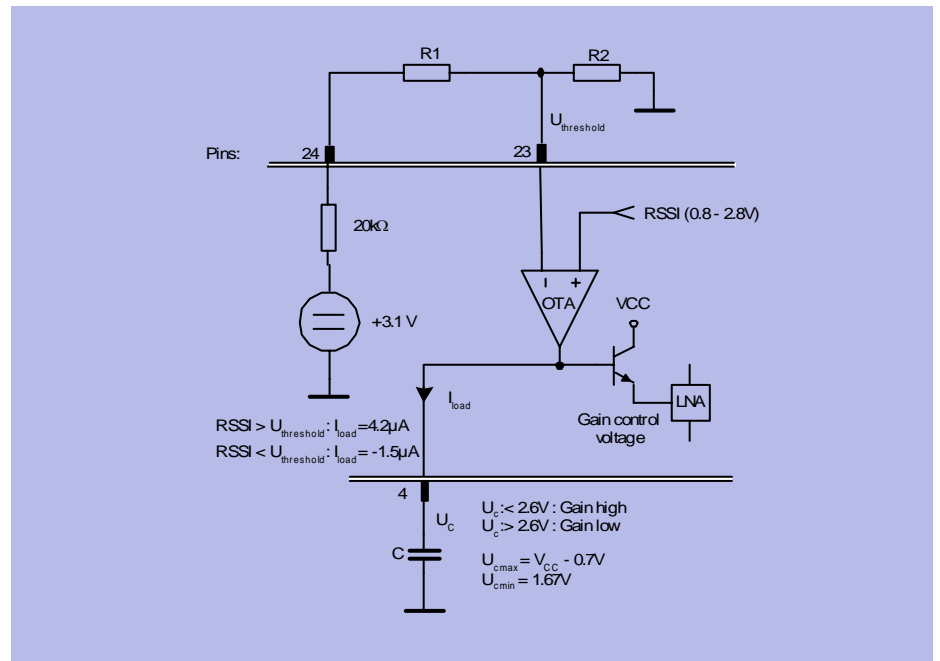 R1
R2
U threshold
Pins:
24
23
20kΩ
RSSI (0.8 - 2.8V)
- +
OTA
VCC
+3.1 V
I load
LNA
Gain control
voltage
RSSI > U threshold: I load =4.2µA
RSSI < U threshold: I load = -1.5µA
4
U C
U c:< 2.6V : Gain high
U c:> 2.6V : Gain low
C
U cmax = V CC - 0.7V
U cmin = 1.67V